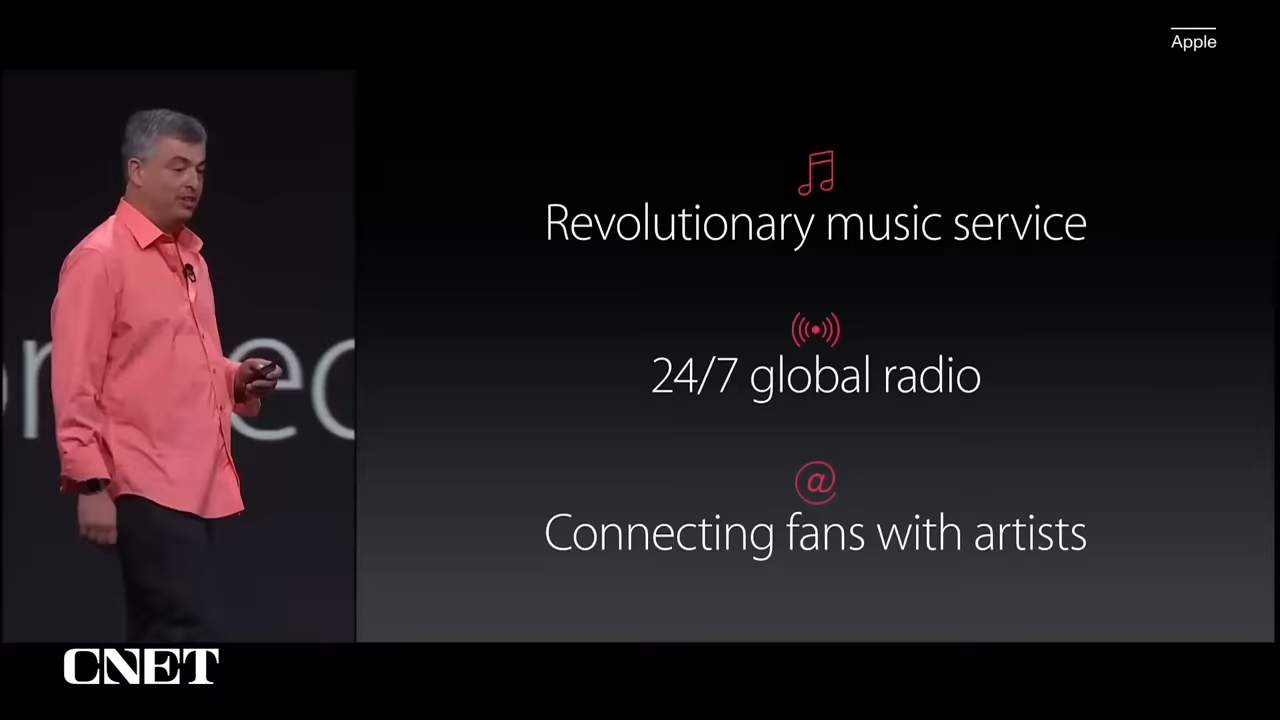 Apple
Revolutionary music service
24/7 global radio
@
Connecting fans with artists
CNET